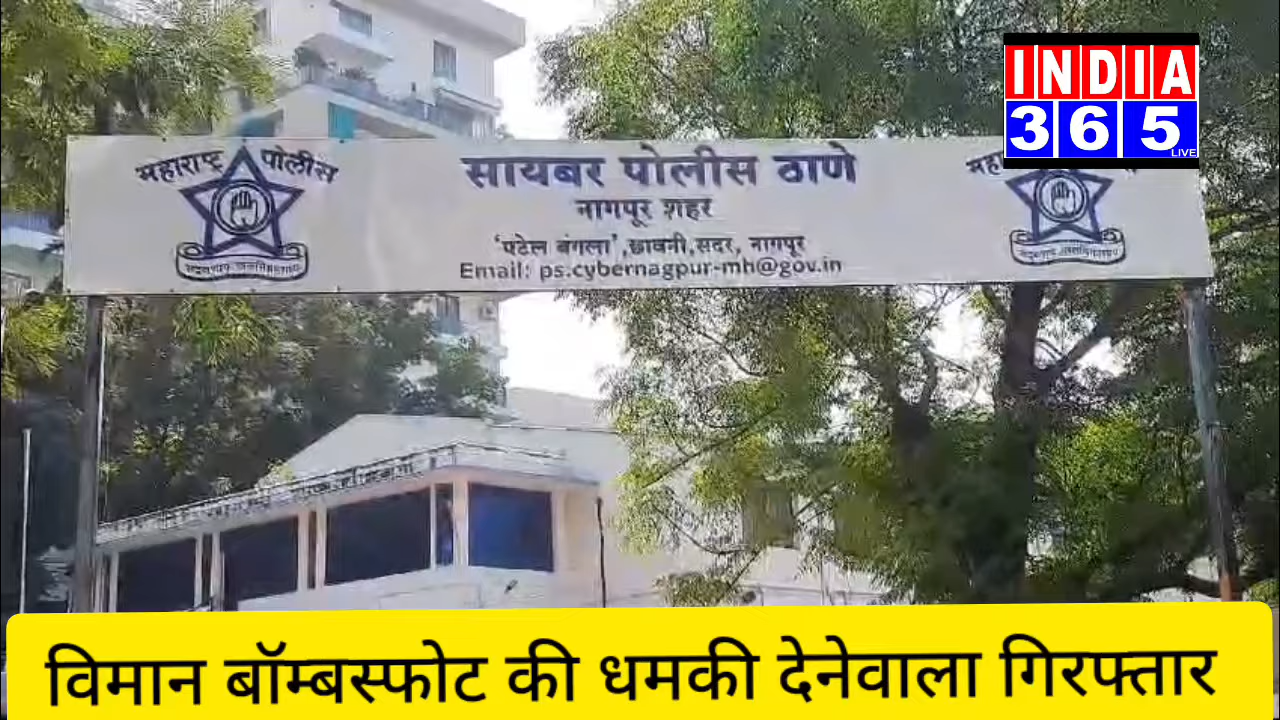 INDIA
365
LIVE
महाराष्ट्र पोलीस
सायबर पोलीस ठाणे
नागपूर शहर
'पटेल बंगला',छावनी,सदर, नागपूर
Email: ps.cybernagpur-mh@gov.in
विमान बॉम्बस्फोट की धमकी देनेवाला गिरफ्तार